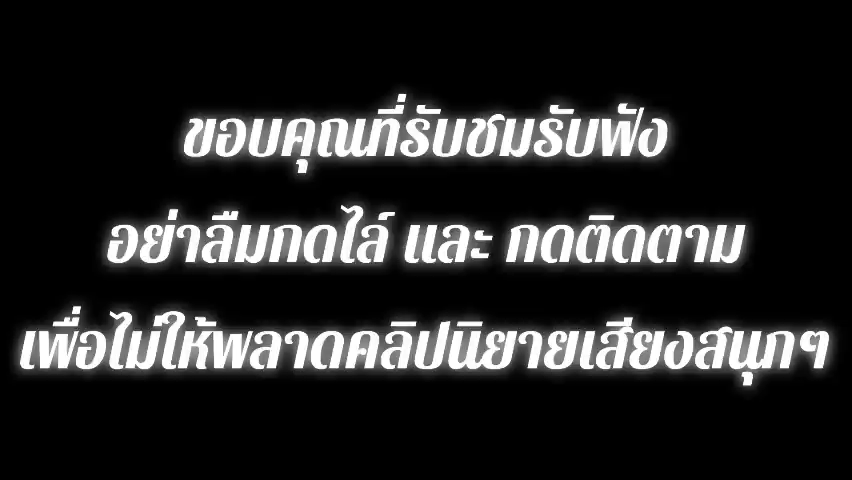 ขอบคุณที่รับชมรับฟัง
อย่าลืมกดไล์ และ กดติดตาม
เพื่อไม่ให้พลาดคลิปนิยายเสียงสนุกๆ